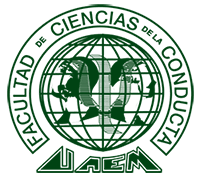 FACULTAD DE CIENCIAS DE LA CONDUCTA
UAEM